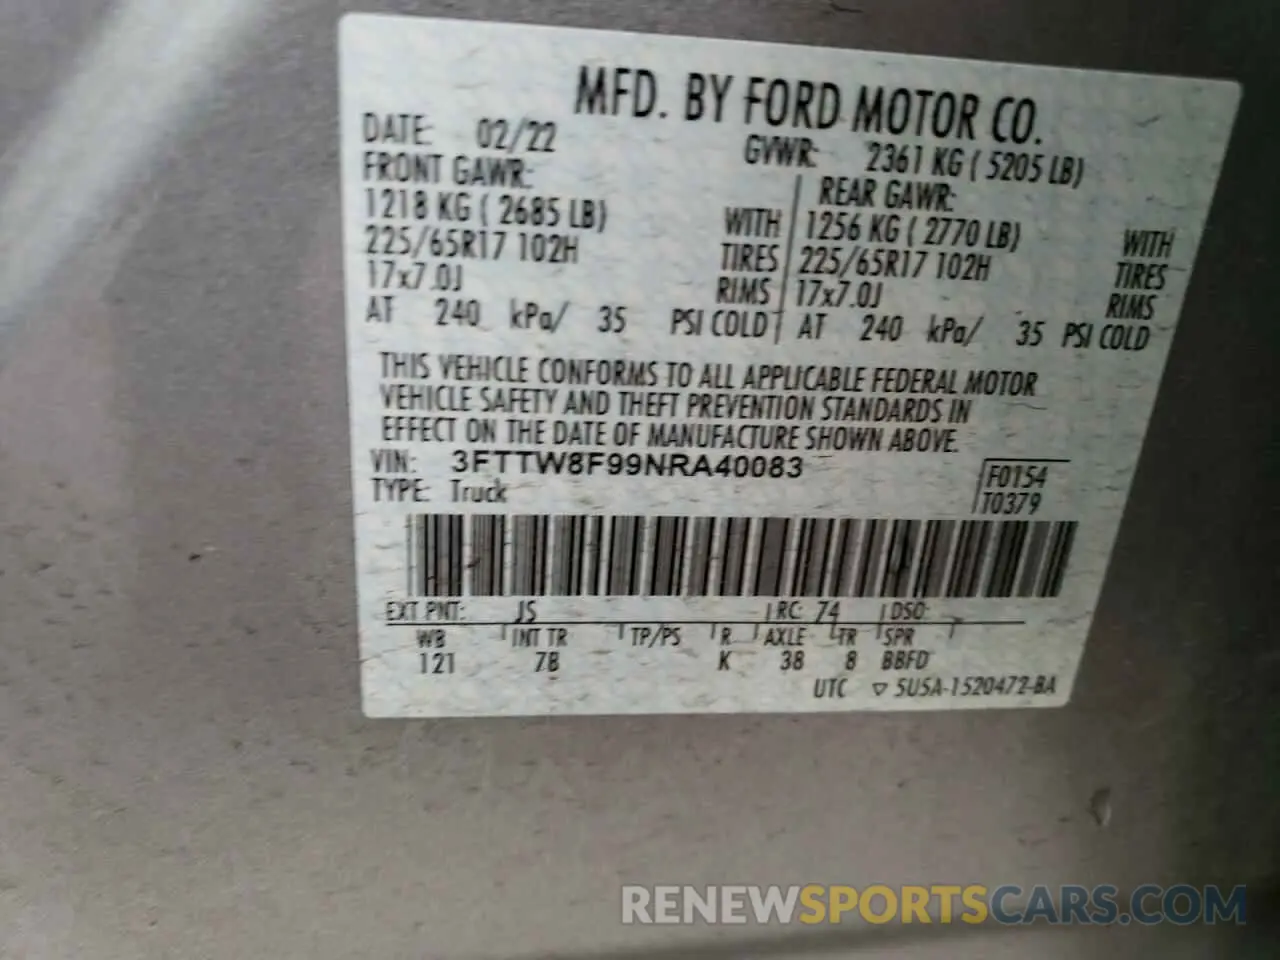 MFD. BY FORD MOTOR CO.
DATE: 02/22 GVWR: 2361 KG ( 5205 LB)
FRONT GAWR: REAR GAWR:
1218 KG ( 2685 LB) WITH 1256 KG ( 2770 LB) WITH
225/65R17 102H TIRES 225/65R17 102H TIRES
17x7.0J RIMS 17x7.0J RIMS
AT 240 kPa/ 35 PSI COLD AT 240 kPa/ 35 PSI COLD
THIS VEHICLE CONFORMS TO ALL APPLICABLE FEDERAL MOTOR
VEHICLE SAFETY AND THEFT PREVENTION STANDARDS IN
EFFECT ON THE DATE OF MANUFACTURE SHOWN ABOVE.
VIN: 3FTTW8F99NRA40083 F0154
TYPE: Truck T0379
EXT PNT: JS RC: 74 DSO:
WB INT TR TP/PS R AXLE TR SPR
121 78 K 38 8 BBFD
UTC ▽ 5U5A-1520472-BA
RENEWSPORTSCARS.COM